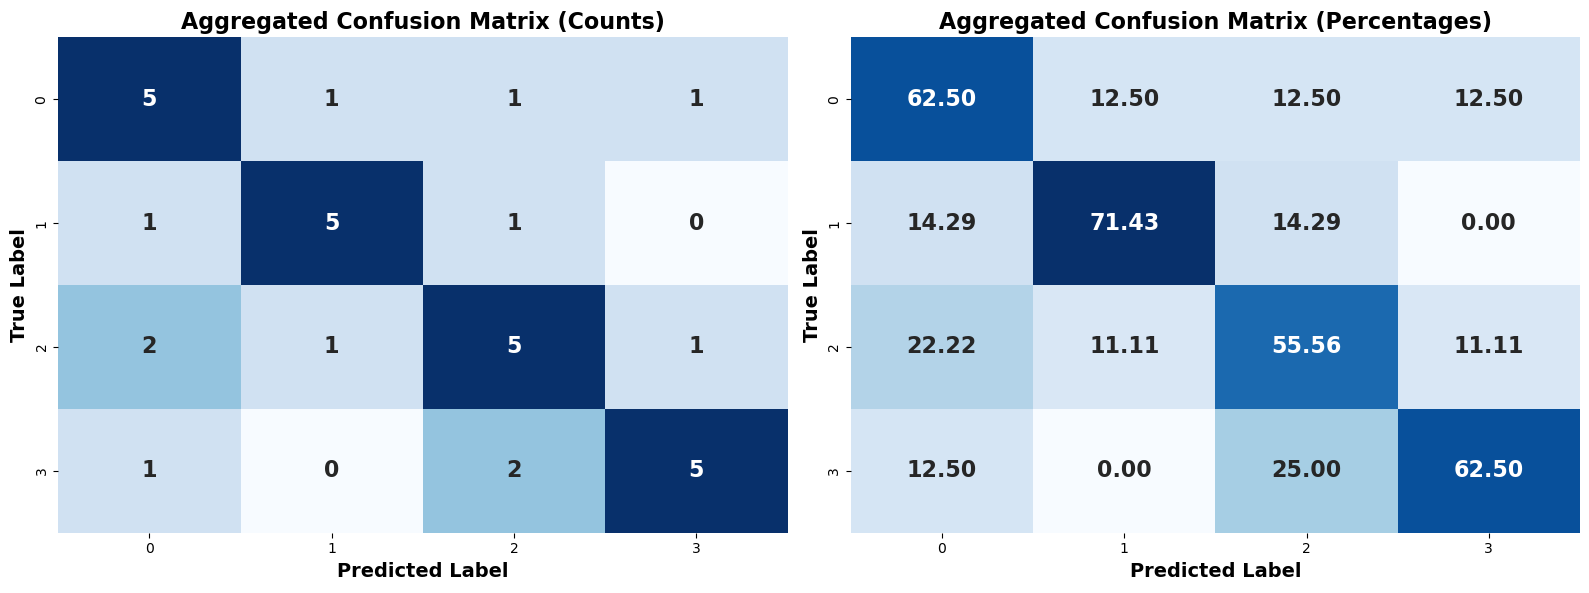 Aggregated Confusion Matrix (Counts)
True Label
0 5 1 1 1
1 1 5 1 0
2 2 1 5 1
3 1 0 2 5
0 1 2 3
Predicted Label
Aggregated Confusion Matrix (Percentages)
True Label
0 62.50 12.50 12.50 12.50
1 14.29 71.43 14.29 0.00
2 22.22 11.11 55.56 11.11
3 12.50 0.00 25.00 62.50
0 1 2 3
Predicted Label